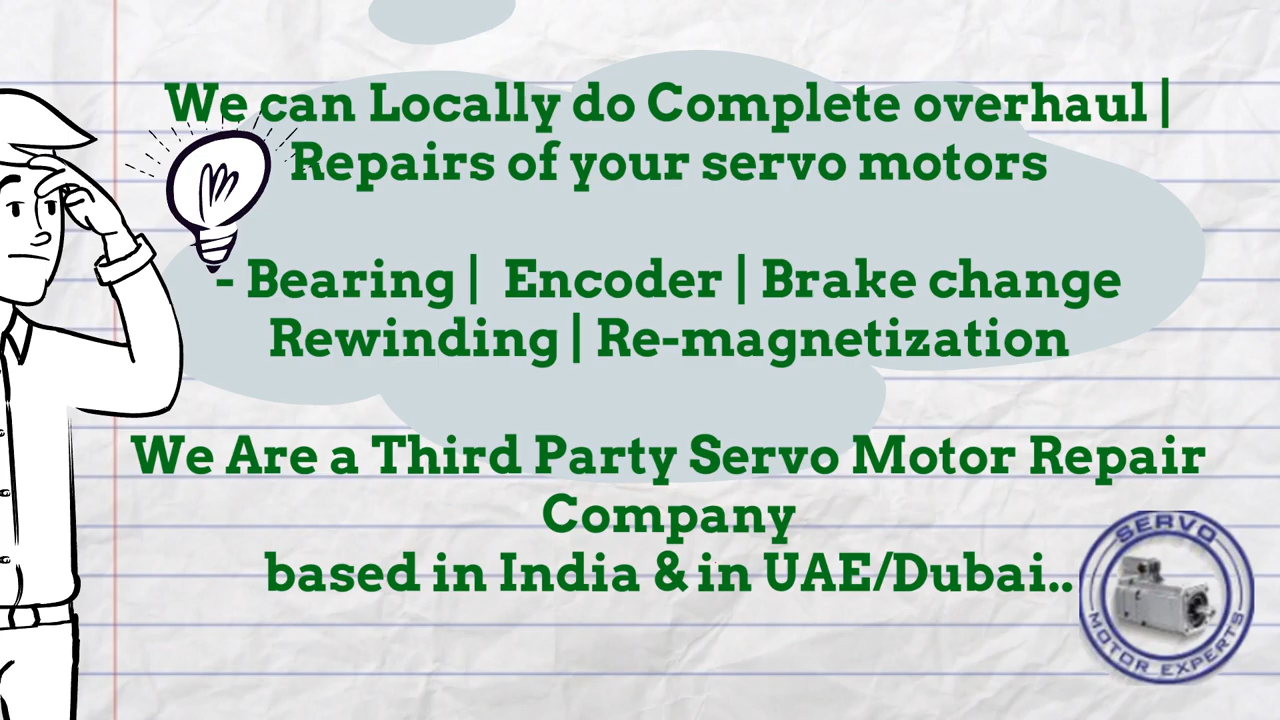 We can Locally do Complete overhaul |
Repairs of your servo motors
- Bearing | Encoder | Brake change
Rewinding | Re-magnetization
We Are a Third Party Servo Motor Repair
Company
based in India & in UAE/Dubai..
SERVO
MOTOR EXPERTS